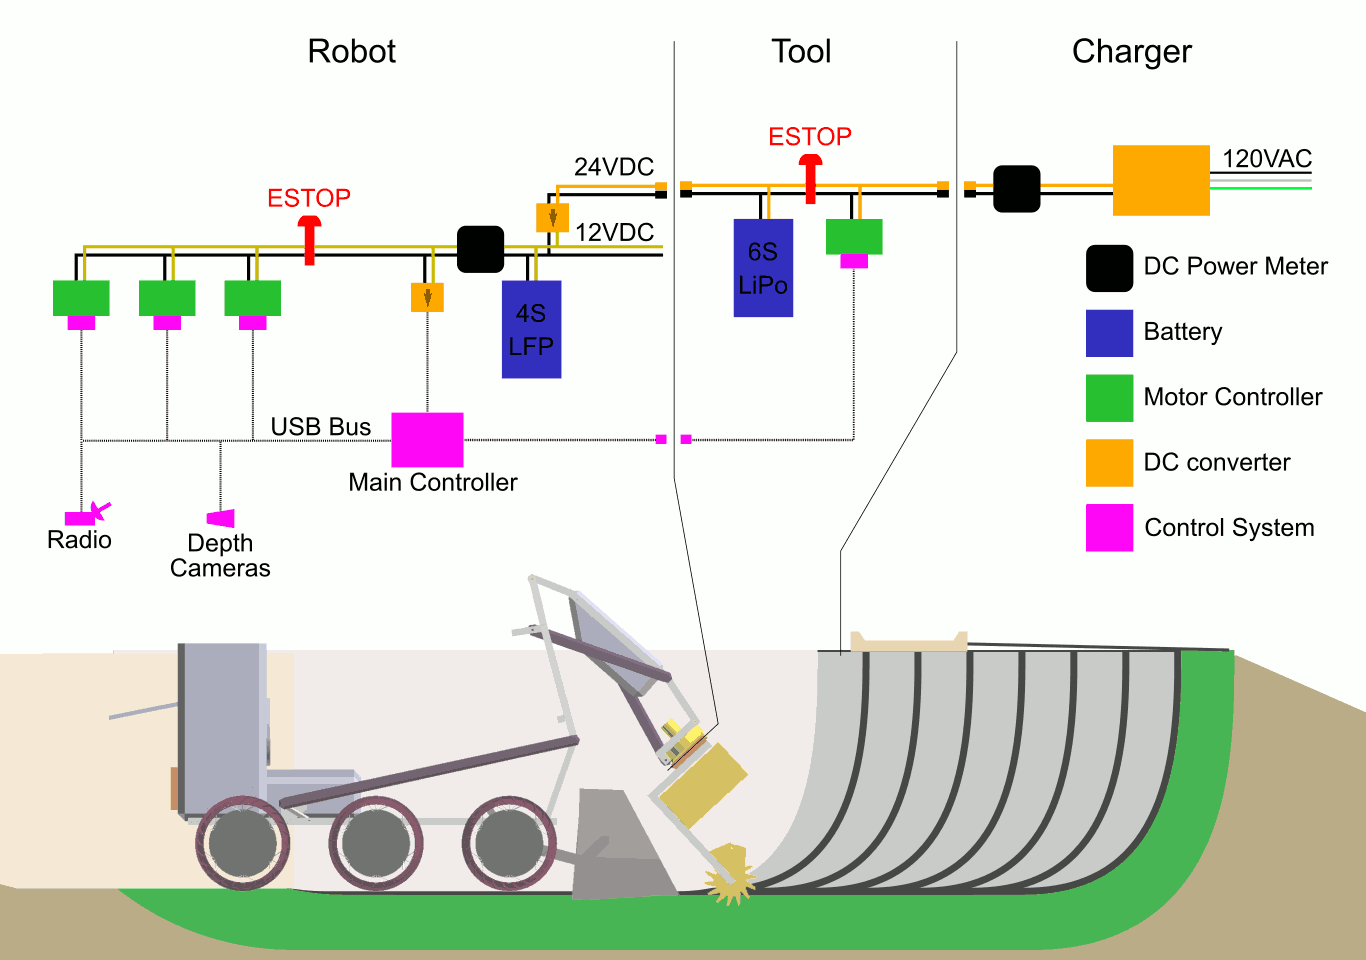 Robot
Tool
Charger
ESTOP
24VDC
120VAC
ESTOP
12VDC
6S
LiPo
4S
LFP
DC Power Meter
Battery
Motor Controller
DC converter
Control System
USB Bus
Main Controller
Radio
Depth
Cameras